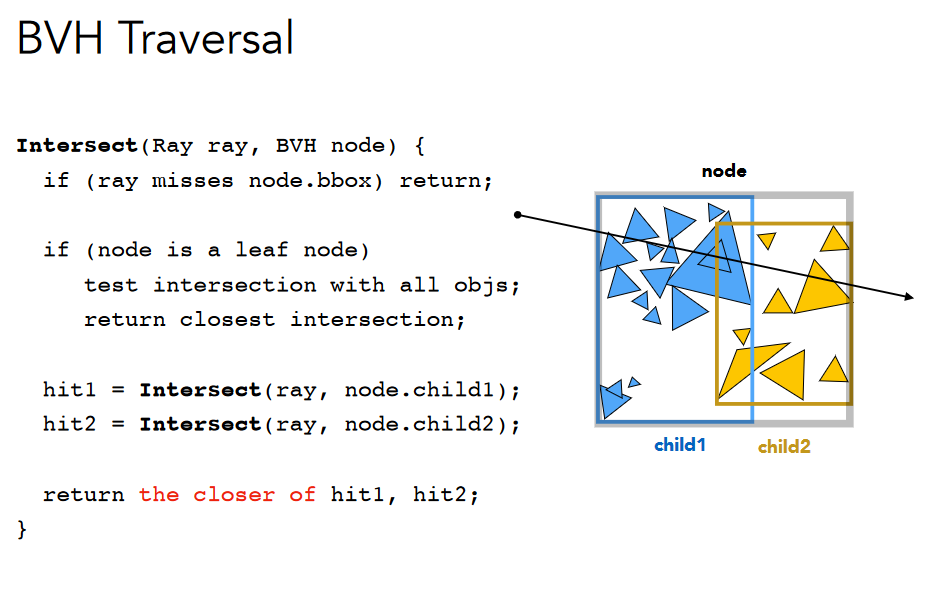 BVH Traversal
Intersect(Ray ray, BVH node) {
if (ray misses node.bbox) return;
if (node is a leaf node)
test intersection with all objs;
return closest intersection;
hit1 = Intersect(ray, node.child1);
hit2 = Intersect(ray, node.child2);
return the closer of hit1, hit2;
}
node
child1
child2